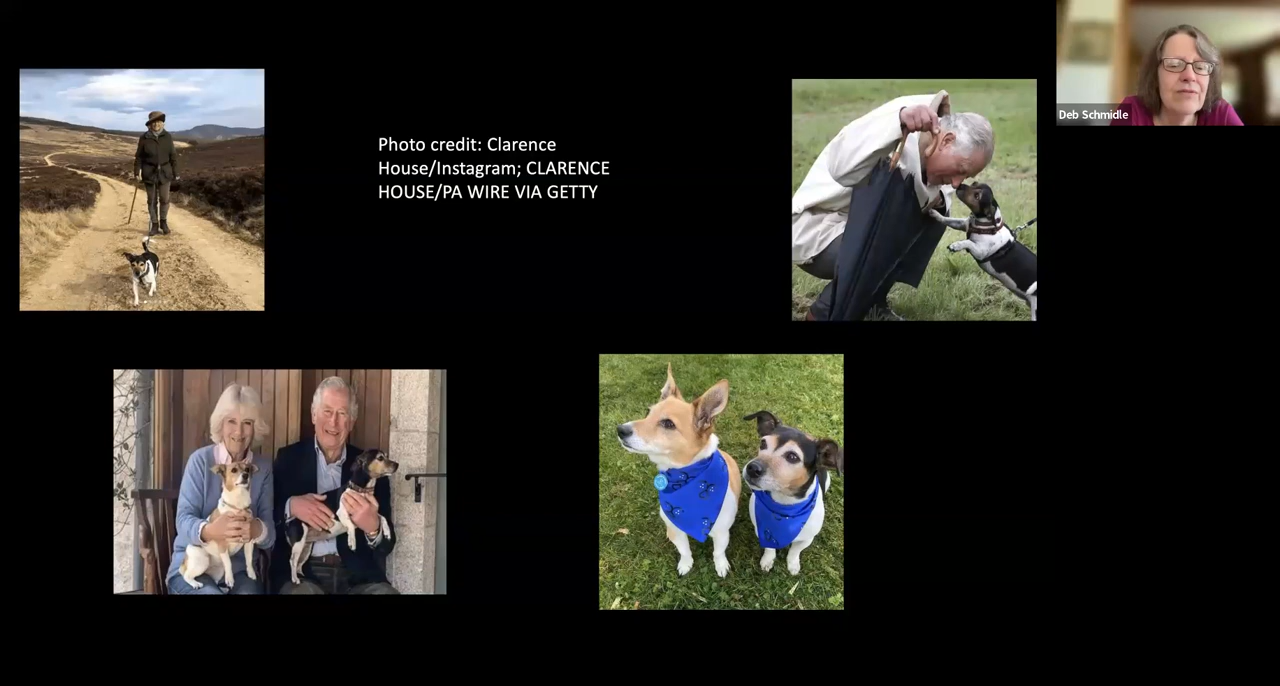 Photo credit: Clarence
House/Instagram; CLARENCE
HOUSE/PA WIRE VIA GETTY
Deb Schmidle